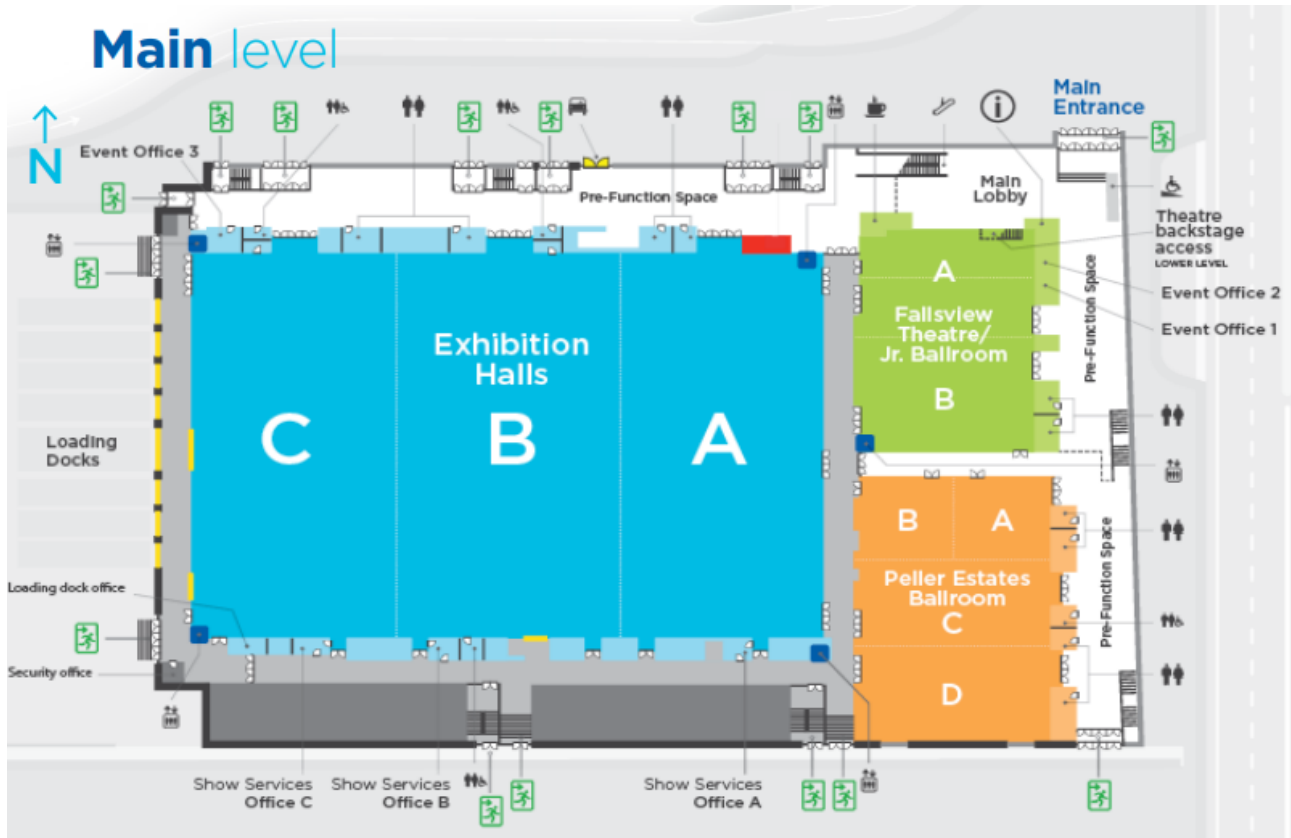 Main level
N
Main
Entrance
Event Office 3
Pre-Function Space
Main
Lobby
Theatre
backstage
access
LOWER LEVEL
Event Office 2
Event Office 1
A
Fallsview
Theatre/
Jr. Ballroom
B
Pre-Function Space
Exhibition
Halls
C
B
A
Loading
Docks
B
A
Peller Estates
Ballroom
C
D
Pre-Function Space
Loading dock office
Security office
Show Services
Office C
Show Services
Office B
Show Services
Office A